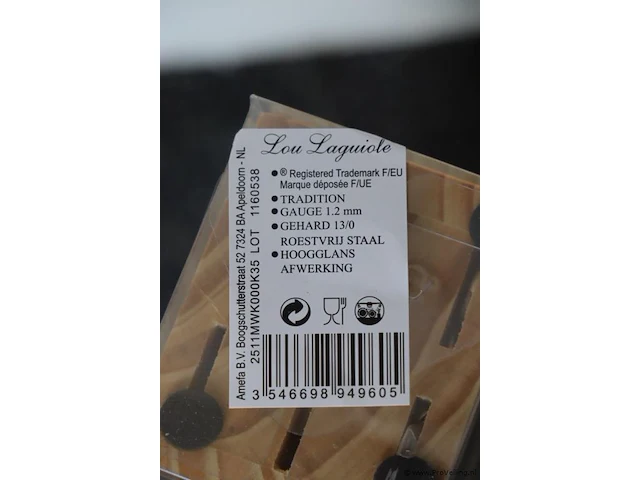 Lou Laguiole
® Registered Trademark F/EU
Marque déposée F/UE
TRADITION
GAUGE 1.2 mm
GEHARD 13/0
ROESTVRIJ STAAL
HOOGGLANS
AFWERKING
3 546698 949605
Amefa B.V. Boogschutterstraat 52 7324 BA Apeldoorn - NL
2511MWK000K35 LOT 1160538